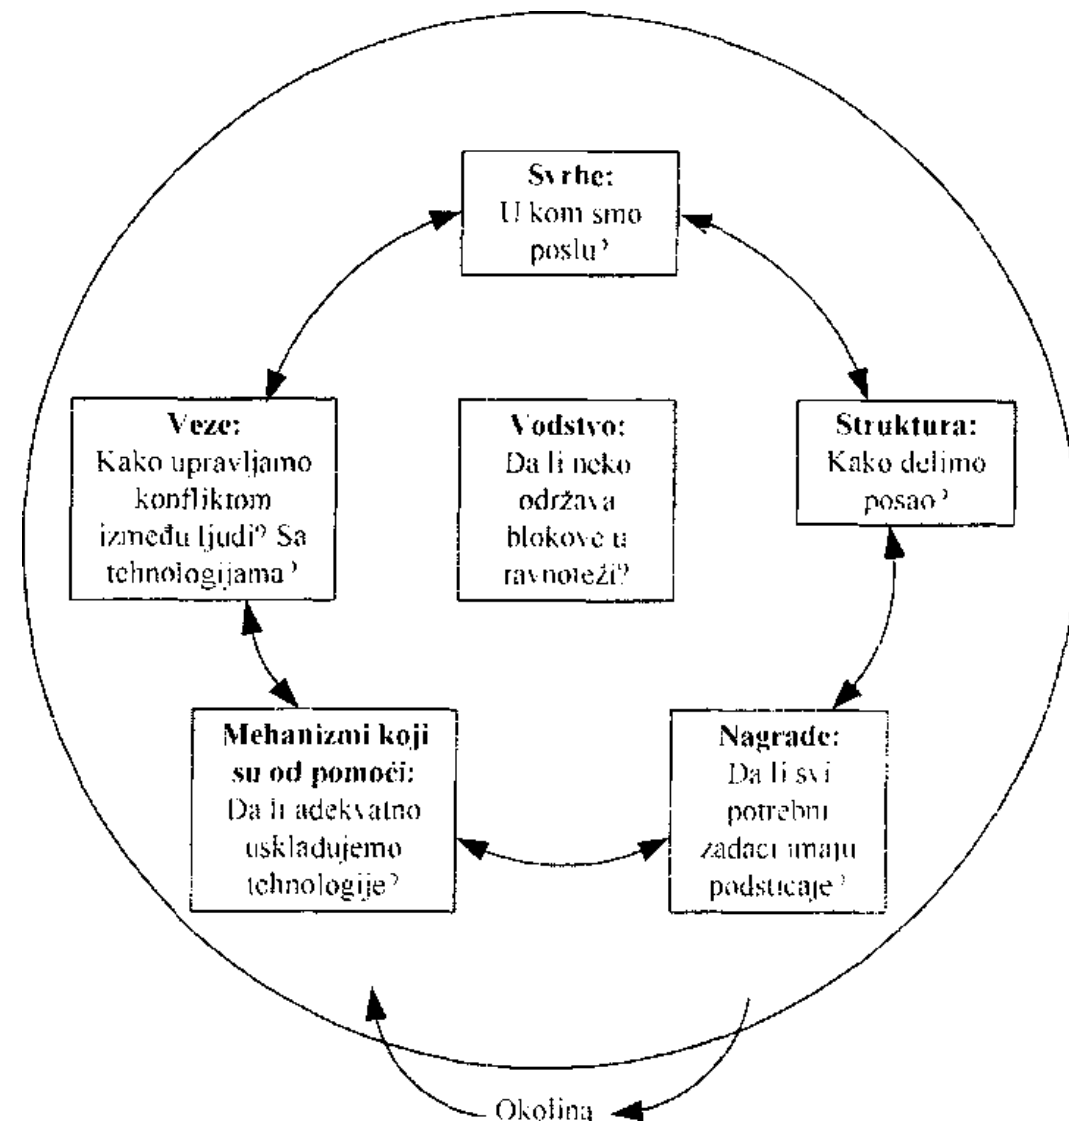 Svrhe:
U kom smo
poslu?
Veze:
Kako upravljamo
konfliktom
između ljudi? Sa
tehnologijama?
Vodstvo:
Da li neko
održava
blokove u
ravnoteži?
Struktura:
Kako delimo
posao?
Mehanizmi koji
su od pomoći:
Da li adekvatno
usklađujemo
tehnologije?
Nagrade:
Da li svi
potrebni
zadaci imaju
podsticaje?
Okolina